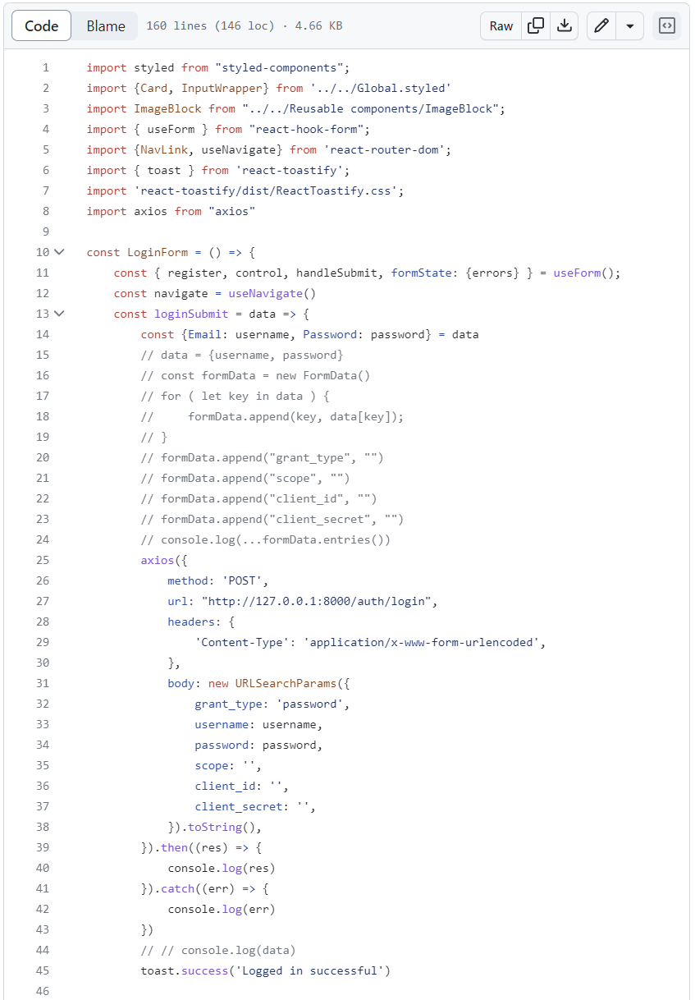 Code Blame 160 lines (146 loc) · 4.66 KB Raw
1 import styled from "styled-components";
2 import {Card, InputWrapper} from '../../Global.styled'
3 import ImageBlock from "../../Reusable components/ImageBlock";
4 import { useForm } from "react-hook-form";
5 import {NavLink, useNavigate} from 'react-router-dom';
6 import { toast } from 'react-toastify';
7 import 'react-toastify/dist/ReactToastify.css';
8 import axios from "axios"
9
10 const LoginForm = () => {
11     const { register, control, handleSubmit, formState: {errors} } = useForm();
12     const navigate = useNavigate()
13     const loginSubmit = data => {
14         const {Email: username, Password: password} = data
15         // data = {username, password}
16         // const formData = new FormData()
17         // for ( let key in data ) {
18         //     formData.append(key, data[key]);
19         // }
20         // formData.append("grant_type", "")
21         // formData.append("scope", "")
22         // formData.append("client_id", "")
23         // formData.append("client_secret", "")
24         // console.log(...formData.entries())
25         axios({
26             method: 'POST',
27             url: "http://127.0.0.1:8000/auth/login",
28             headers: {
29                 'Content-Type': 'application/x-www-form-urlencoded',
30             },
31             body: new URLSearchParams({
32                 grant_type: 'password',
33                 username: username,
34                 password: password,
35                 scope: '',
36                 client_id: '',
37                 client_secret: '',
38             }).toString(),
39         }).then((res) => {
40             console.log(res)
41         }).catch((err) => {
42             console.log(err)
43         })
44         // // console.log(data)
45         toast.success('Logged in successful')
46